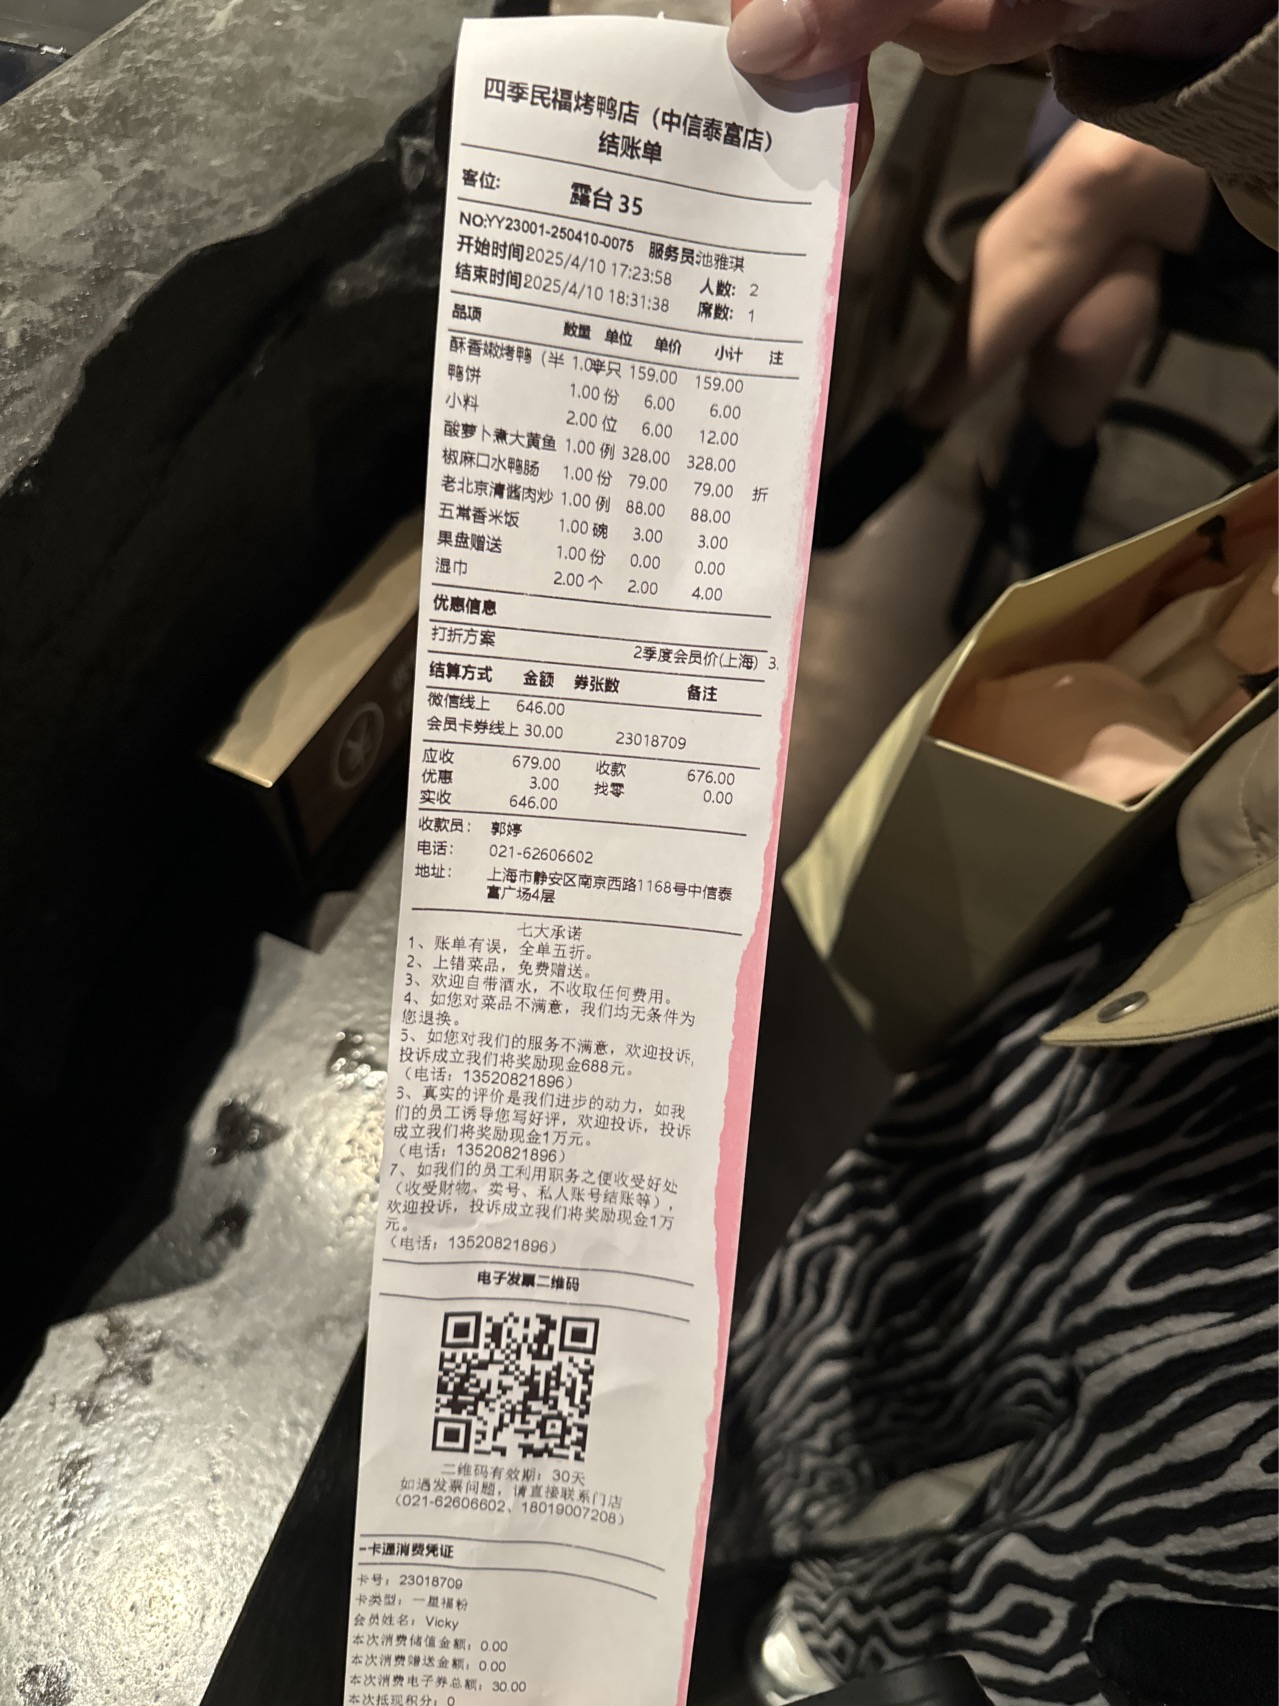 四季民福烤鸭店（中信泰富店）
结账单
客位： 露台 35
NO:YY23001-250410-0075 服务员:池雅琪
开始时间2025/4/10 17:23:58 人数： 2
结束时间2025/4/10 18:31:38 席数： 1
品项 数量 单位 单价 小计 注
酥香嫩烤鸭（半 1.00 半只 159.00 159.00
鸭饼 1.00 份 6.00 6.00
小料 2.00 位 6.00 12.00
酸萝卜煮大黄鱼 1.00 例 328.00 328.00
椒麻口水鸭肠 1.00 份 79.00 79.00 折
老北京清酱肉炒 1.00 例 88.00 88.00
五常香米饭 1.00 碗 3.00 3.00
果盘赠送 1.00 份 0.00 0.00
湿巾 2.00 个 2.00 4.00
优惠信息
打折方案 2季度会员价(上海) 3.
结算方式 金额 券张数 备注
微信线上 646.00
会员卡券线上 30.00 23018709
应收 679.00 收款 676.00
优惠 3.00 找零 0.00
实收 646.00
收款员： 郭婷
电话： 021-62606602
地址： 上海市静安区南京西路1168号中信泰
富广场4层
七大承诺
1、账单有误，全单五折。
2、上错菜品，免费赠送。
3、欢迎自带酒水，不收取任何费用。
4、如您对菜品不满意，我们均无条件为
您退换。
5、如您对我们的服务不满意，欢迎投诉,
投诉成立我们将奖励现金688元。
（电话：13520821896）
6、真实的评价是我们进步的动力，如我
们的员工诱导您写好评，欢迎投诉，投诉
成立我们将奖励现金1万元。
（电话：13520821896）
7、如我们的员工利用职务之便收受好处
（收受财物、卖号、私人账号结账等），
欢迎投诉，投诉成立我们将奖励现金1万
元。
（电话：13520821896）
电子发票二维码
二维码有效期：30天
如遇发票问题，请直接联系门店
（021-62606602、18019007208）
一卡通消费凭证
卡号：23018709
卡类型：一星福粉
会员姓名：Vicky
本次消费储值金额：0.00
本次消费赠送金额：0.00
本次消费电子券总额：30.00
本次抵现积分：0